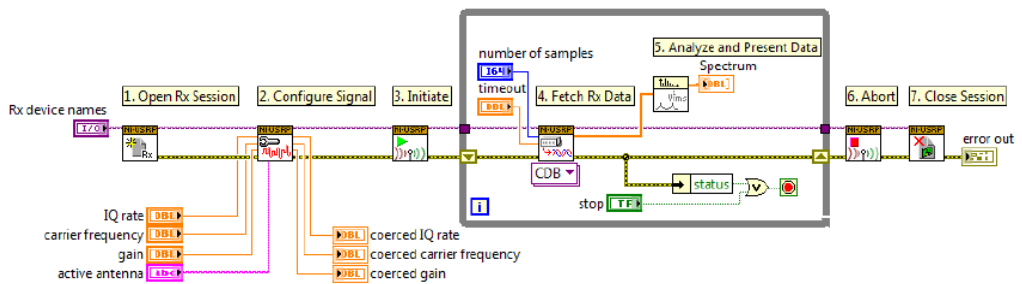 number of samples
I64
timeout
DBL
5. Analyze and Present Data
Spectrum
DBL
1. Open Rx Session
2. Configure Signal
3. Initiate
4. Fetch Rx Data
6. Abort
7. Close Session
Rx device names
I/O
NI-USRP
Rx
NI-USRP
NI-USRP
NI-USRP
NI-USRP
NI-USRP
error out
CDB
status
stop
TF
i
IQ rate
DBL
carrier frequency
DBL
gain
DBL
active antenna
abc
DBL
coerced IQ rate
DBL
coerced carrier frequency
DBL
coerced gain